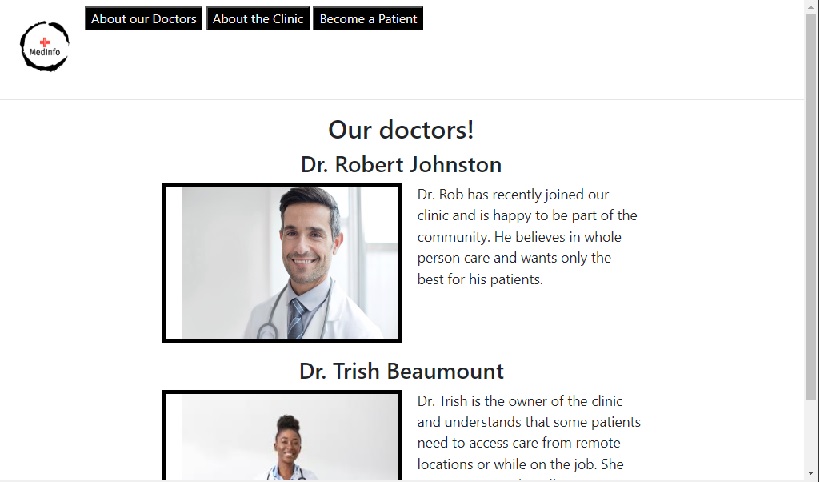 MedInfo
About our Doctors About the Clinic Become a Patient
Our doctors!
Dr. Robert Johnston
Dr. Rob has recently joined our
clinic and is happy to be part of the
community. He believes in whole
person care and wants only the
best for his patients.
Dr. Trish Beaumount
Dr. Trish is the owner of the clinic
and understands that some patients
need to access care from remote
locations or while on the job. She